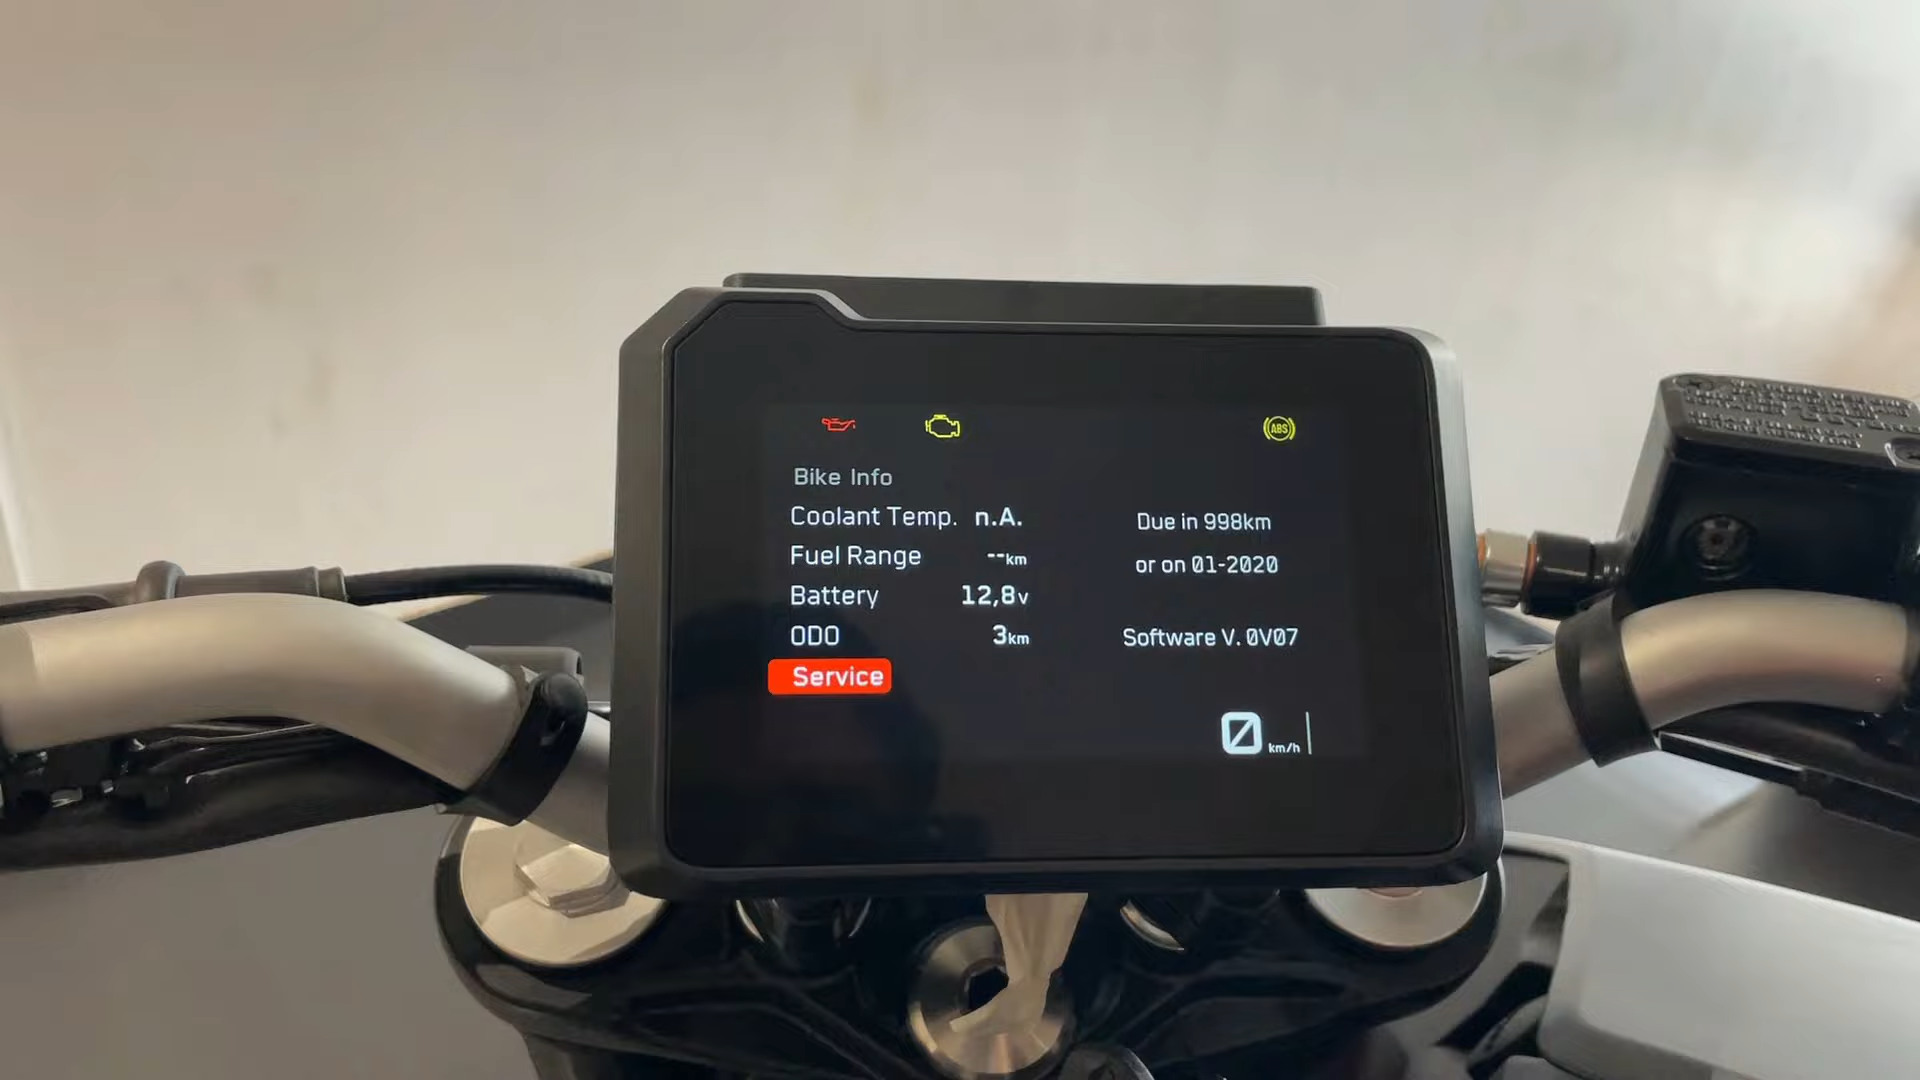 ABS
Bike Info
Coolant Temp. n.A.
Due in 998km
Fuel Range --km
or on 01-2020
Battery 12,8v
ODO 3km
Software V. 0V07
Service
0 km/h